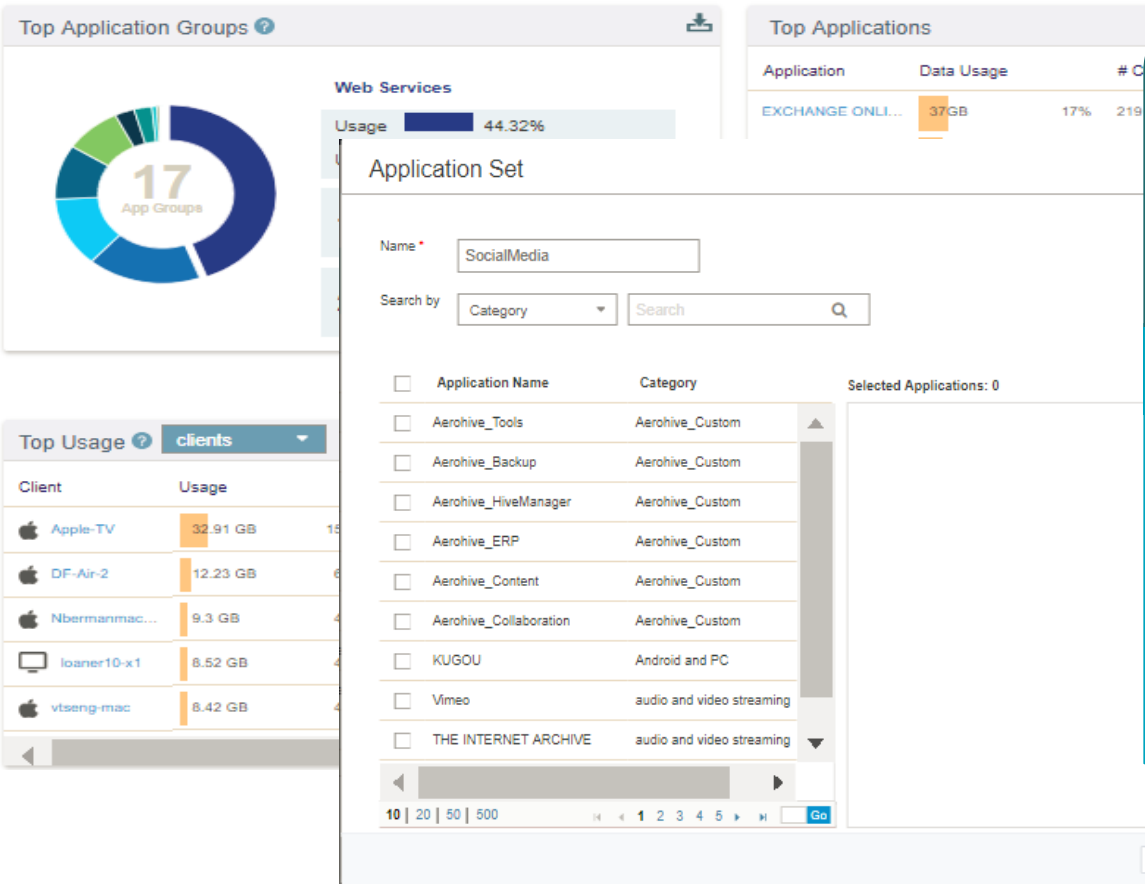 Top Application Groups ?
Top Applications
Application Data Usage # C
EXCHANGE ONLI... 37GB 17% 219
Web Services
Usage 44.32%
17
App Groups
Application Set
Name *
SocialMedia
Search by
Category
Search
Application Name Category
Selected Applications: 0
Aerohive_Tools Aerohive_Custom
Aerohive_Backup Aerohive_Custom
Aerohive_HiveManager Aerohive_Custom
Aerohive_ERP Aerohive_Custom
Aerohive_Content Aerohive_Custom
Aerohive_Collaboration Aerohive_Custom
KUGOU Android and PC
Vimeo audio and video streaming
THE INTERNET ARCHIVE audio and video streaming
10 | 20 | 50 | 500
1 2 3 4 5 Go
Top Usage ? clients
Client Usage
Apple-TV 32.91 GB 15
DF-Air-2 12.23 GB
Nbermanmac... 9.3 GB
loaner10-x1 8.52 GB
vtseng-mac 8.42 GB